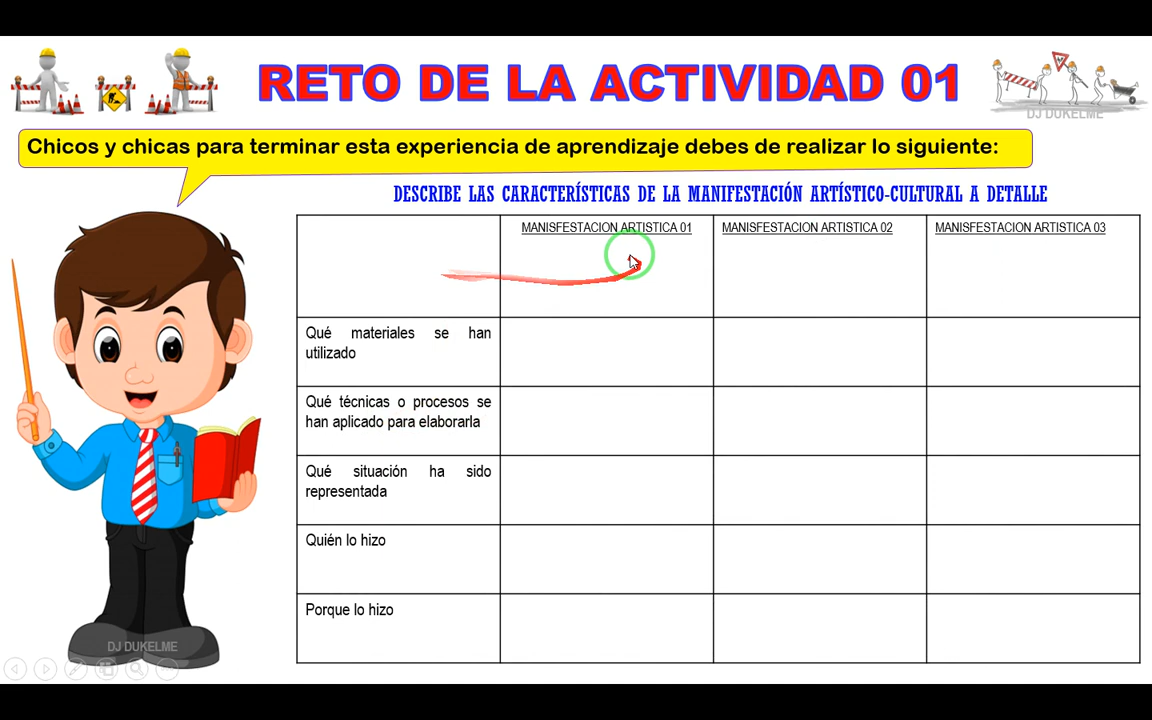 RETO DE LA ACTIVIDAD 01
DJ DUKELME
Chicos y chicas para terminar esta experiencia de aprendizaje debes de realizar lo siguiente:
DESCRIBE LAS CARACTERÍSTICAS DE LA MANIFESTACIÓN ARTÍSTICO-CULTURAL A DETALLE
MANISFESTACION ARTISTICA 01 MANISFESTACION ARTISTICA 02 MANISFESTACION ARTISTICA 03
Qué materiales se han
utilizado
Qué técnicas o procesos se
han aplicado para elaborarla
Qué situación ha sido
representada
Quién lo hizo
Porque lo hizo
DJ DUKELME